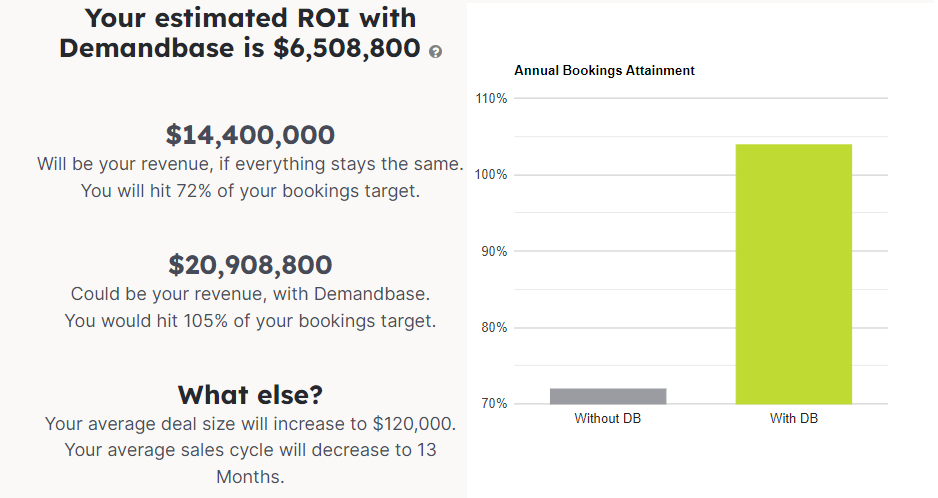 Your estimated ROI with
Demandbase is $6,508,800 ?
$14,400,000
Will be your revenue, if everything stays the same.
You will hit 72% of your bookings target.
$20,908,800
Could be your revenue, with Demandbase.
You would hit 105% of your bookings target.
What else?
Your average deal size will increase to $120,000.
Your average sales cycle will decrease to 13
Months.
Annual Bookings Attainment
110%
100%
90%
80%
70%
Without DB
With DB